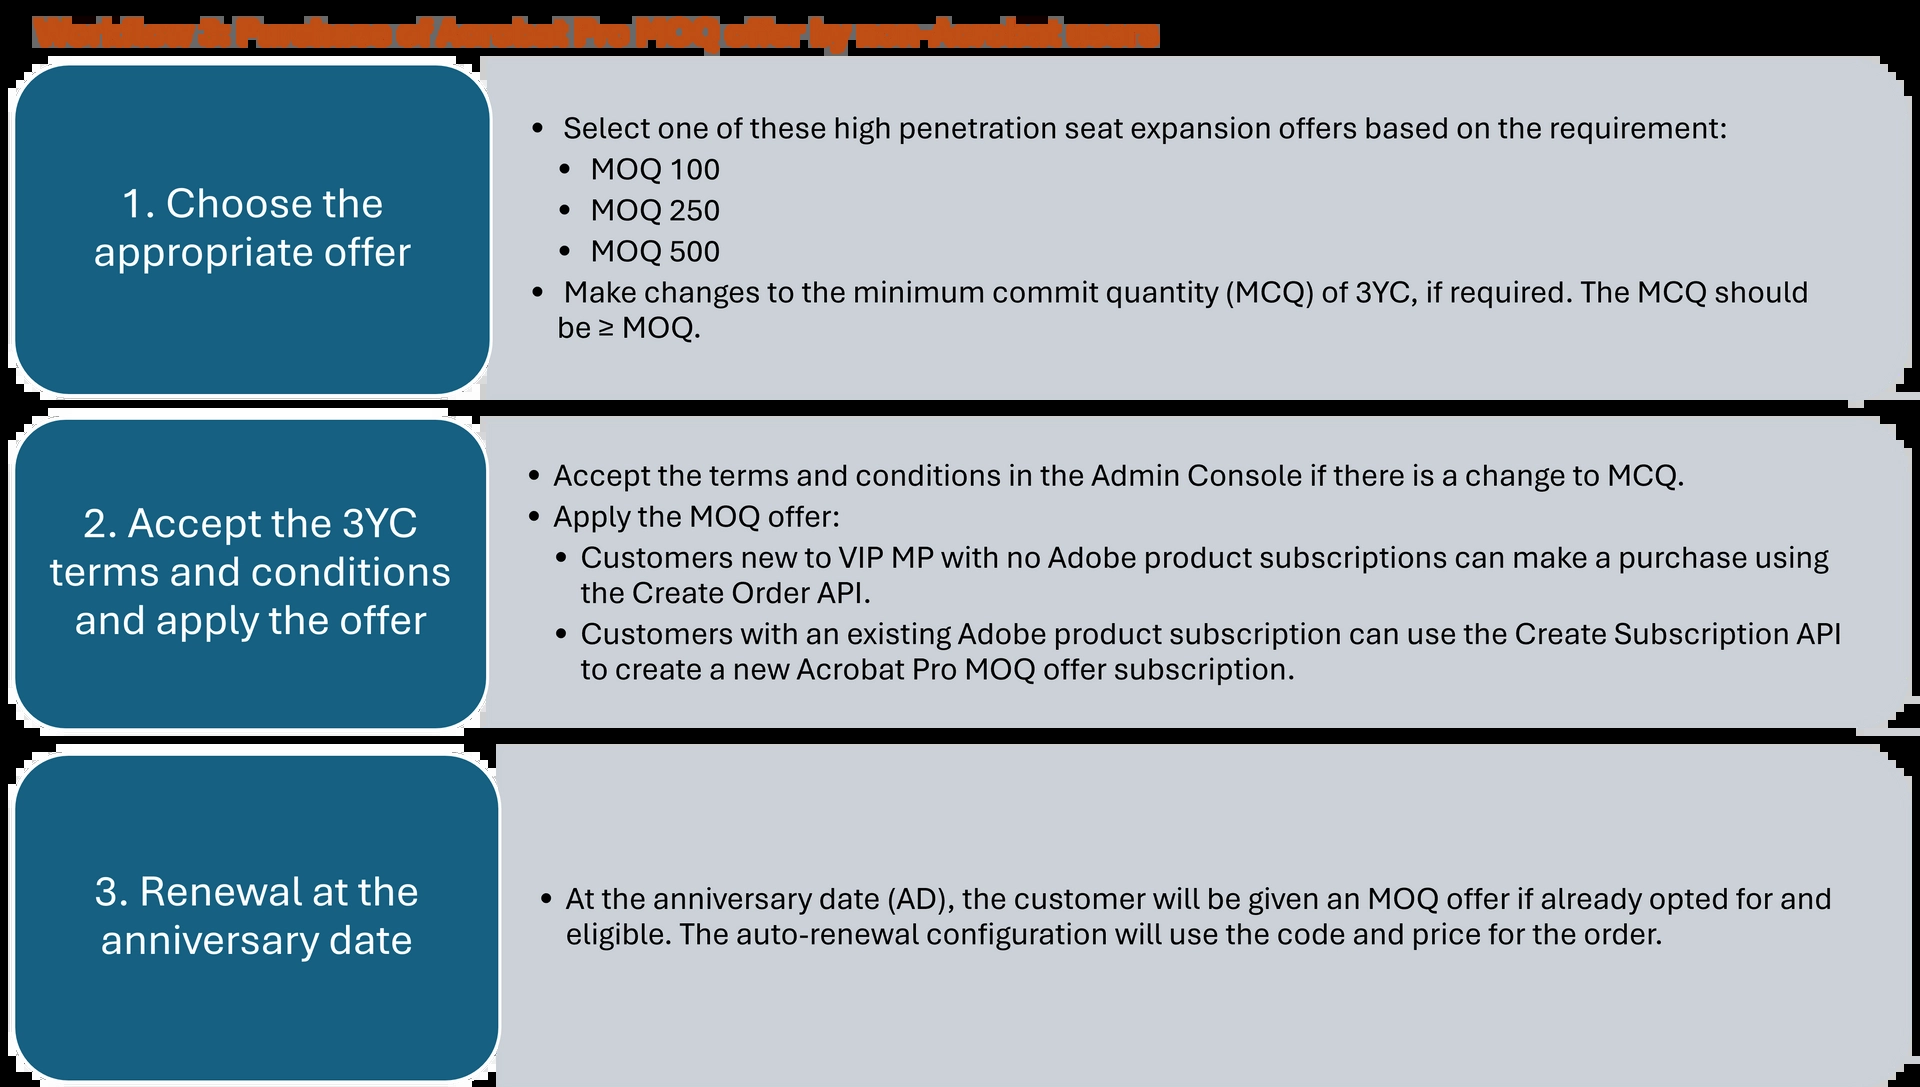 Workflow 2: Purchase of Acrobat Pro MOQ offer by non-Acrobat users
1. Choose the
appropriate offer
• Select one of these high penetration seat expansion offers based on the requirement:
• MOQ 100
• MOQ 250
• MOQ 500
• Make changes to the minimum commit quantity (MCQ) of 3YC, if required. The MCQ should
be ≥ MOQ.
2. Accept the 3YC
terms and conditions
and apply the offer
• Accept the terms and conditions in the Admin Console if there is a change to MCQ.
• Apply the MOQ offer:
• Customers new to VIP MP with no Adobe product subscriptions can make a purchase using
the Create Order API.
• Customers with an existing Adobe product subscription can use the Create Subscription API
to create a new Acrobat Pro MOQ offer subscription.
3. Renewal at the
anniversary date
• At the anniversary date (AD), the customer will be given an MOQ offer if already opted for and
eligible. The auto-renewal configuration will use the code and price for the order.